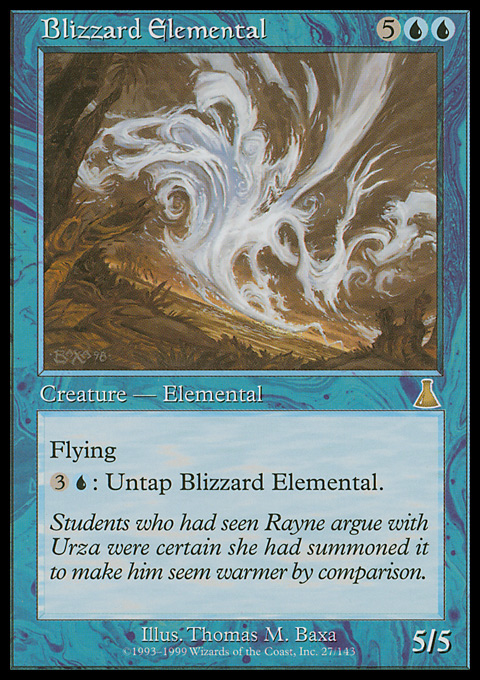 Blizzard Elemental 5
BAXA 98
Creature — Elemental
Flying
3 : Untap Blizzard Elemental.
Students who had seen Rayne argue with
Urza were certain she had summoned it
to make him seem warmer by comparison.
Illus. Thomas M. Baxa
©1993-1999 Wizards of the Coast, Inc. 27/143
5/5